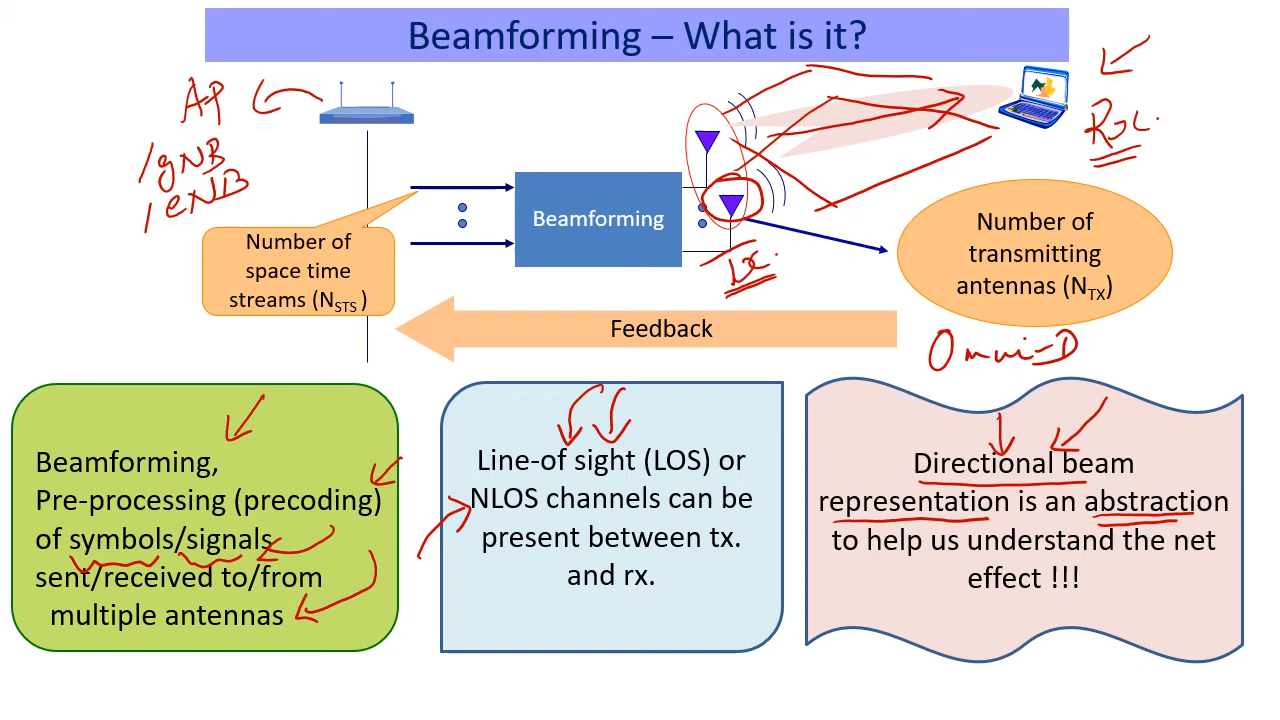 Beamforming – What is it?
AP
/gNB
/eNB
Rx.
Number of
space time
streams (NSTS)
Beamforming
tx.
Number of
transmitting
antennas (NTX)
Feedback
Omni-D
Beamforming,
Pre-processing (precoding)
of symbols/signals
sent/received to/from
multiple antennas
Line-of sight (LOS) or
NLOS channels can be
present between tx.
and rx.
Directional beam
representation is an abstraction
to help us understand the net
effect !!!